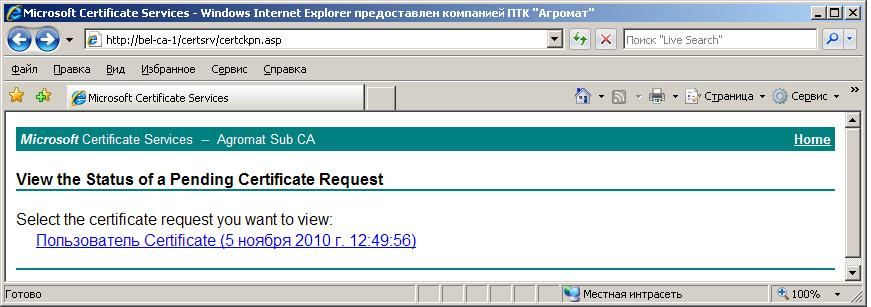 Microsoft Certificate Services - Windows Internet Explorer предоставлен компанией ПТК "Агромат"
http://bel-ca-1/certsrv/certckpn.asp
Поиск "Live Search"
Файл Правка Вид Избранное Сервис Справка
Microsoft Certificate Services
Страница Сервис »
Microsoft Certificate Services -- Agromat Sub CA Home
View the Status of a Pending Certificate Request
Select the certificate request you want to view:
Пользователь Certificate (5 ноября 2010 г. 12:49:56)
Готово Местная интрасеть 100%